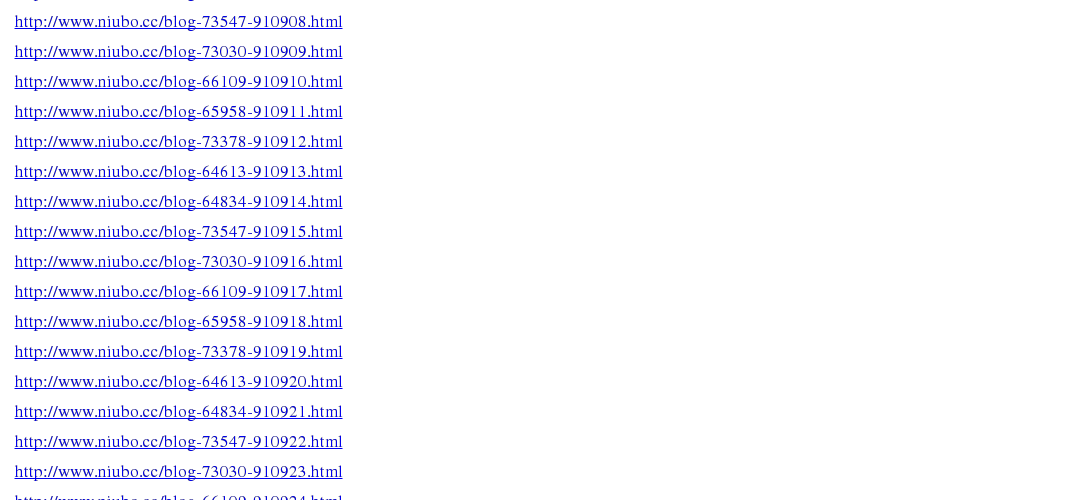 http://www.niubo.cc/blog-73547-910908.html
http://www.niubo.cc/blog-73030-910909.html
http://www.niubo.cc/blog-66109-910910.html
http://www.niubo.cc/blog-65958-910911.html
http://www.niubo.cc/blog-73378-910912.html
http://www.niubo.cc/blog-64613-910913.html
http://www.niubo.cc/blog-64834-910914.html
http://www.niubo.cc/blog-73547-910915.html
http://www.niubo.cc/blog-73030-910916.html
http://www.niubo.cc/blog-66109-910917.html
http://www.niubo.cc/blog-65958-910918.html
http://www.niubo.cc/blog-73378-910919.html
http://www.niubo.cc/blog-64613-910920.html
http://www.niubo.cc/blog-64834-910921.html
http://www.niubo.cc/blog-73547-910922.html
http://www.niubo.cc/blog-73030-910923.html